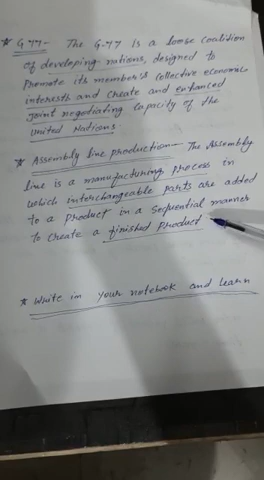 * G-77- The G-77 is a loose coalition
of developing nations, designed to
Promote its member's collective economic
interests and create and enhanced
joint negotiating capacity of the
United Nations.
* Assembly line production- The Assembly
line is a manufacturing process in
which interchangeable parts are added
to a product in a sequential manner
to create a finished product
* Write in your notebook and learn